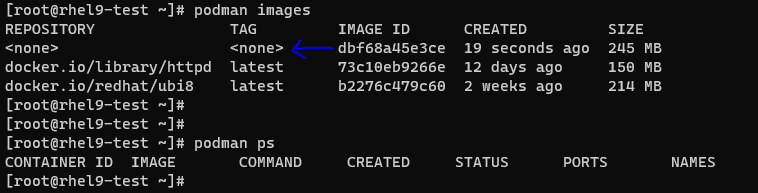 [root@rhel9-test ~]# podman images
REPOSITORY TAG IMAGE ID CREATED SIZE
<none> <none> dbf68a45e3ce 19 seconds ago 245 MB
docker.io/library/httpd latest 73c10eb9266e 12 days ago 150 MB
docker.io/redhat/ubi8 latest b2276c479c60 2 weeks ago 214 MB
[root@rhel9-test ~]#
[root@rhel9-test ~]#
[root@rhel9-test ~]# podman ps
CONTAINER ID IMAGE COMMAND CREATED STATUS PORTS NAMES
[root@rhel9-test ~]#